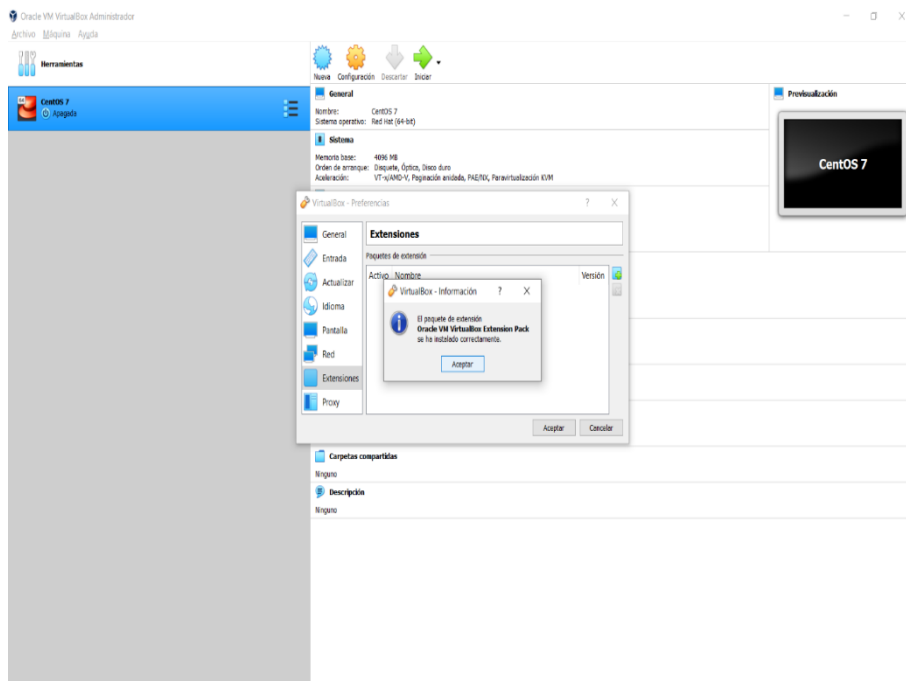 Oracle VM VirtualBox Administrador
Archivo Máquina Ayuda
Herramientas
CentOS 7
Apagada
Nueva Configuración Descartar Iniciar
General
Nombre: CentOS 7
Sistema operativo: Red Hat (64-bit)
Sistema
Memoria base: 4096 MB
Orden de arranque: Disquete, Óptica, Disco duro
Aceleración: VT-x/AMD-V, Paginación anidada, PAE/NX, Paravirtualización KVM
Previsualización
CentOS 7
VirtualBox - Preferencias
General
Entrada
Actualizar
Idioma
Pantalla
Red
Extensiones
Proxy
Extensiones
Paquetes de extensión
Activo Nombre Versión
VirtualBox - Información
El paquete de extensión
Oracle VM VirtualBox Extension Pack
se ha instalado correctamente.
Aceptar
Aceptar Cancelar
Carpetas compartidas
Ninguno
Descripción
Ninguno